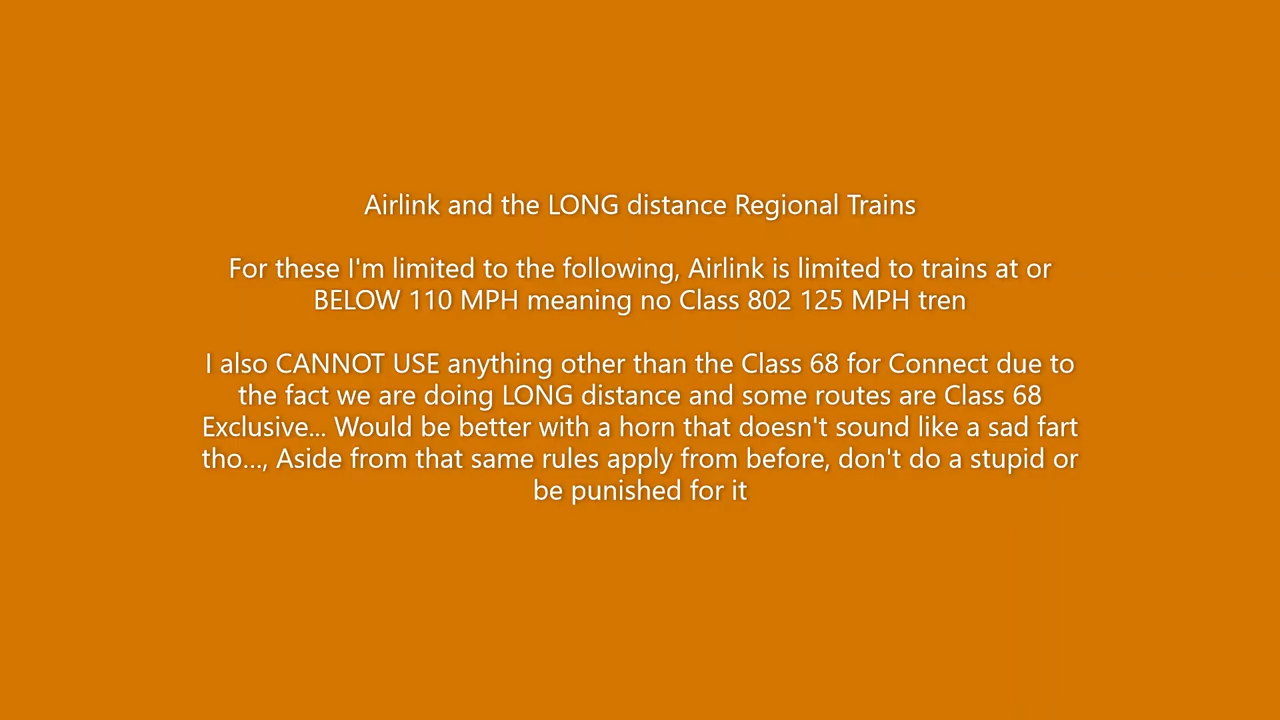 Airlink and the LONG distance Regional Trains
For these I'm limited to the following, Airlink is limited to trains at or
BELOW 110 MPH meaning no Class 802 125 MPH tren
I also CANNOT USE anything other than the Class 68 for Connect due to
the fact we are doing LONG distance and some routes are Class 68
Exclusive... Would be better with a horn that doesn't sound like a sad fart
tho..., Aside from that same rules apply from before, don't do a stupid or
be punished for it